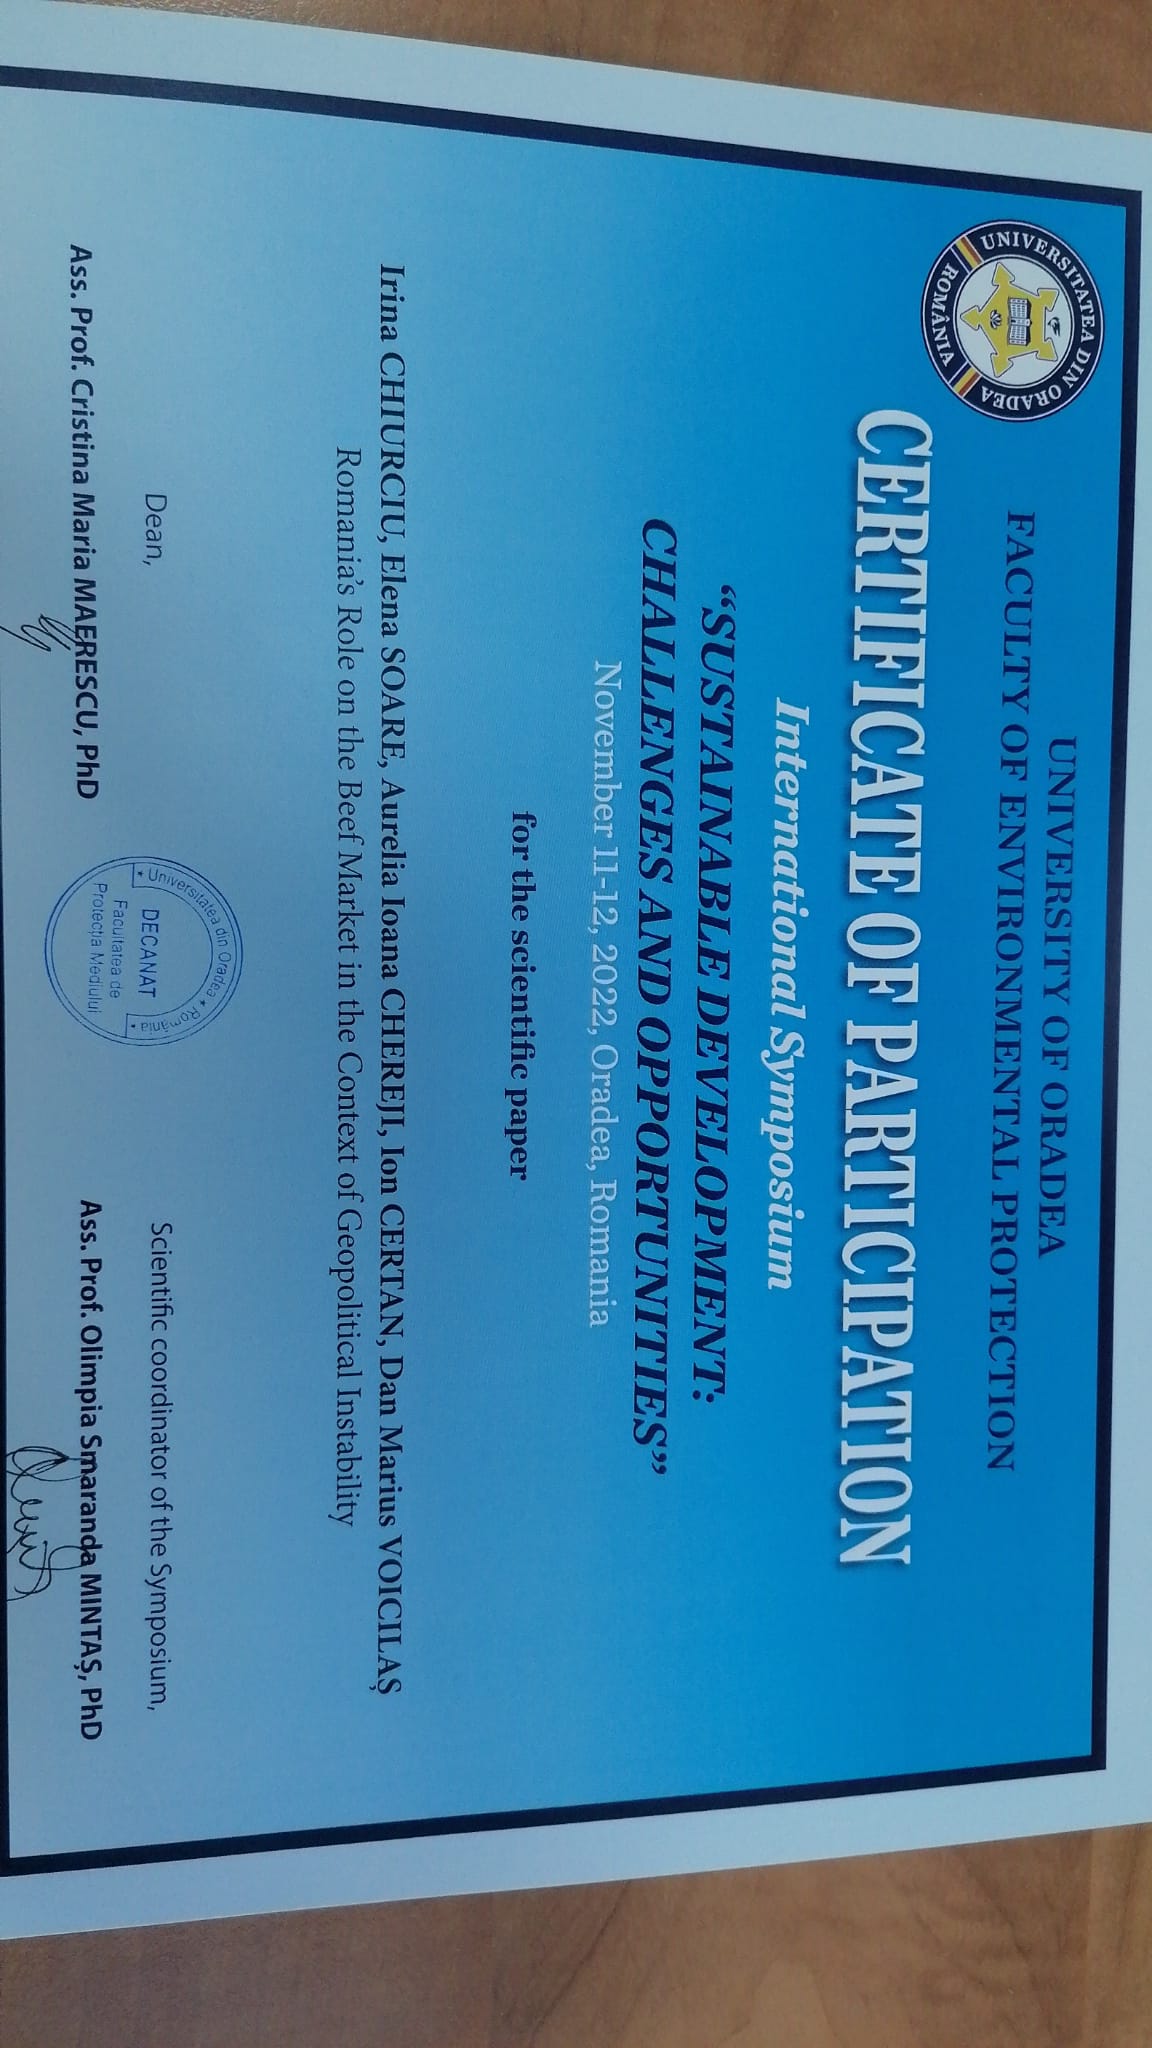 UNIVERSITATEA DIN ORADEA
ROMÂNIA
UNIVERSITY OF ORADEA
FACULTY OF ENVIRONMENTAL PROTECTION
CERTIFICATE OF PARTICIPATION
International Symposium
“SUSTAINABLE DEVELOPMENT:
CHALLENGES AND OPPORTUNITIES”
November 11-12, 2022, Oradea, Romania
for the scientific paper
Irina CHIURCIU, Elena SOARE, Aurelia Ioana CHEREJI, Ion CERTAN, Dan Marius VOICILAȘ
Romania's Role on the Beef Market in the Context of Geopolitical Instability
Dean,
Ass. Prof. Cristina Maria MAERESCU, PhD
* Universitatea din Oradea * România *
DECANAT
Facultatea de
Protecția Mediului
Scientific coordinator of the Symposium,
Ass. Prof. Olimpia Smaranda MINTAȘ, PhD